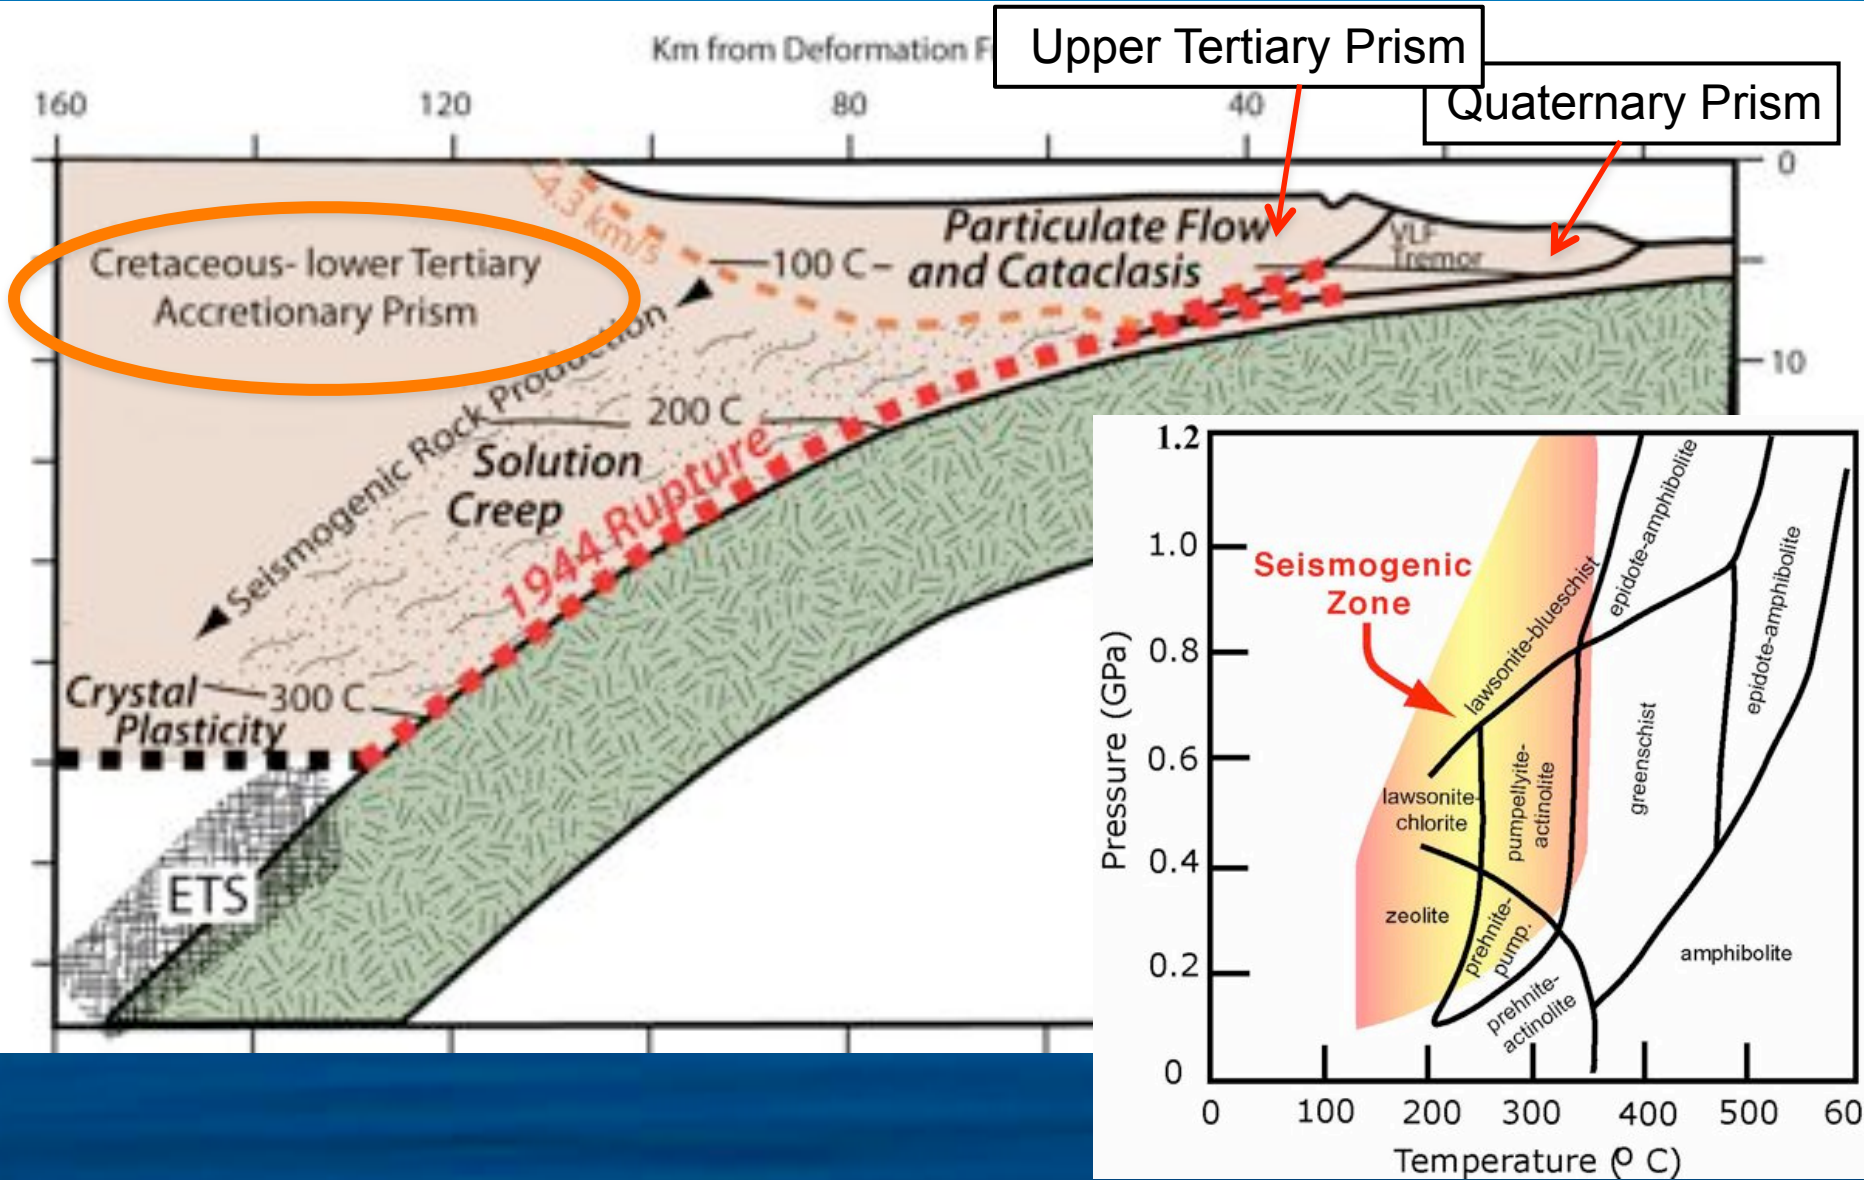 Km from Deformation F
Upper Tertiary Prism
Quaternary Prism
160
120
80
40
0
10
4.3 km/s
Cretaceous- lower Tertiary
Accretionary Prism
100 C
Particulate Flow
and Cataclasis
VLF
Tremor
Seismogenic Rock Production
200 C
Solution
Creep
1944 Rupture
Crystal
Plasticity
300 C
ETS
1.2
1.0
0.8
0.6
0.4
0.2
0
Pressure (GPa)
Seismogenic
Zone
lawsonite-blueschist
epidote-amphibolite
epidote-amphibolite
lawsonite-
chlorite
pumpellyite-
actinolite
greenschist
zeolite
prehnite-
pump.
prehnite-
actinolite
amphibolite
0
100
200
300
400
500
60
Temperature (º C)